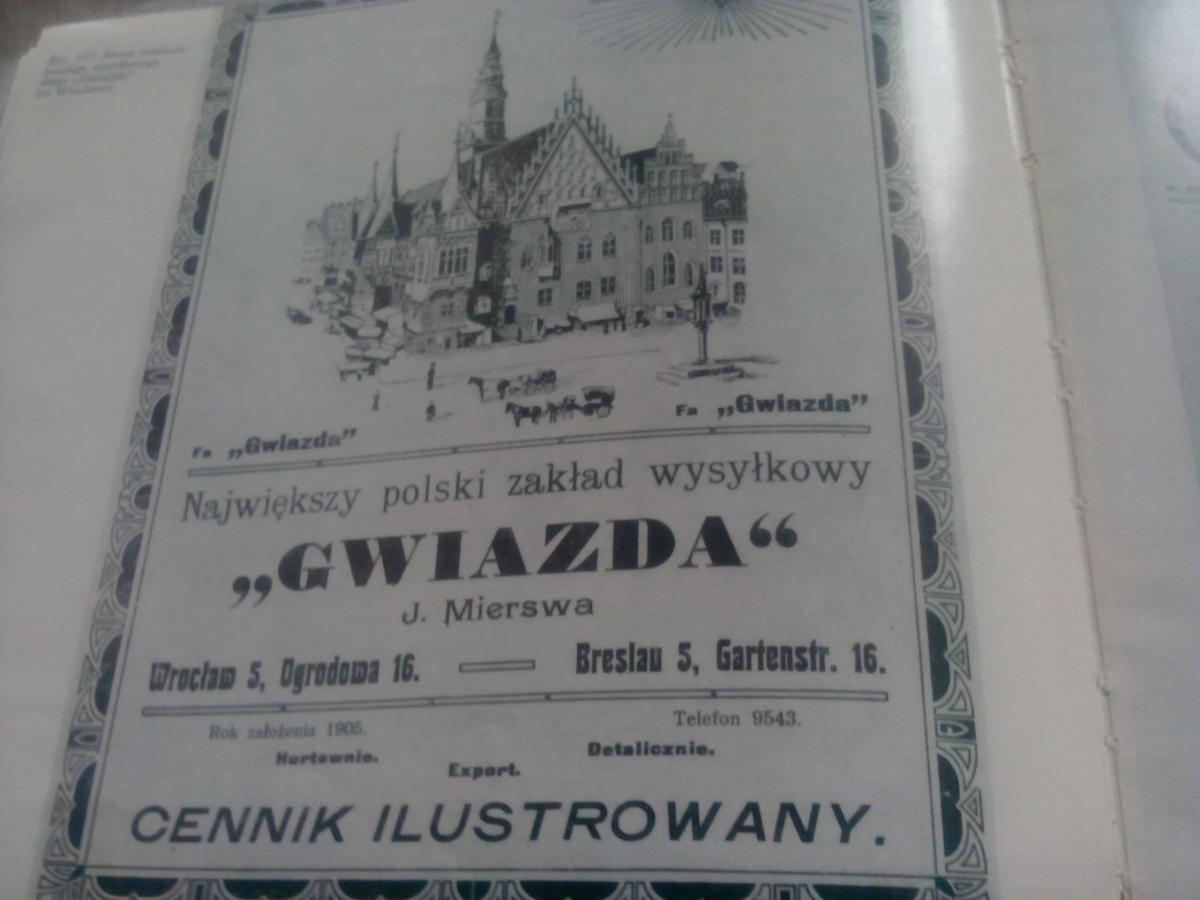 Fa „Gwiazda”
Fa „Gwiazda”
Największy polski zakład wysyłkowy
„GWIAZDA“
J. Mierswa
Wrocław 5, Ogrodowa 16. Breslau 5, Gartenstr. 16.
Rok założenia 1905.
Telefon 9543.
Hurtownie.
Detalicznie.
Export.
CENNIK ILUSTROWANY.